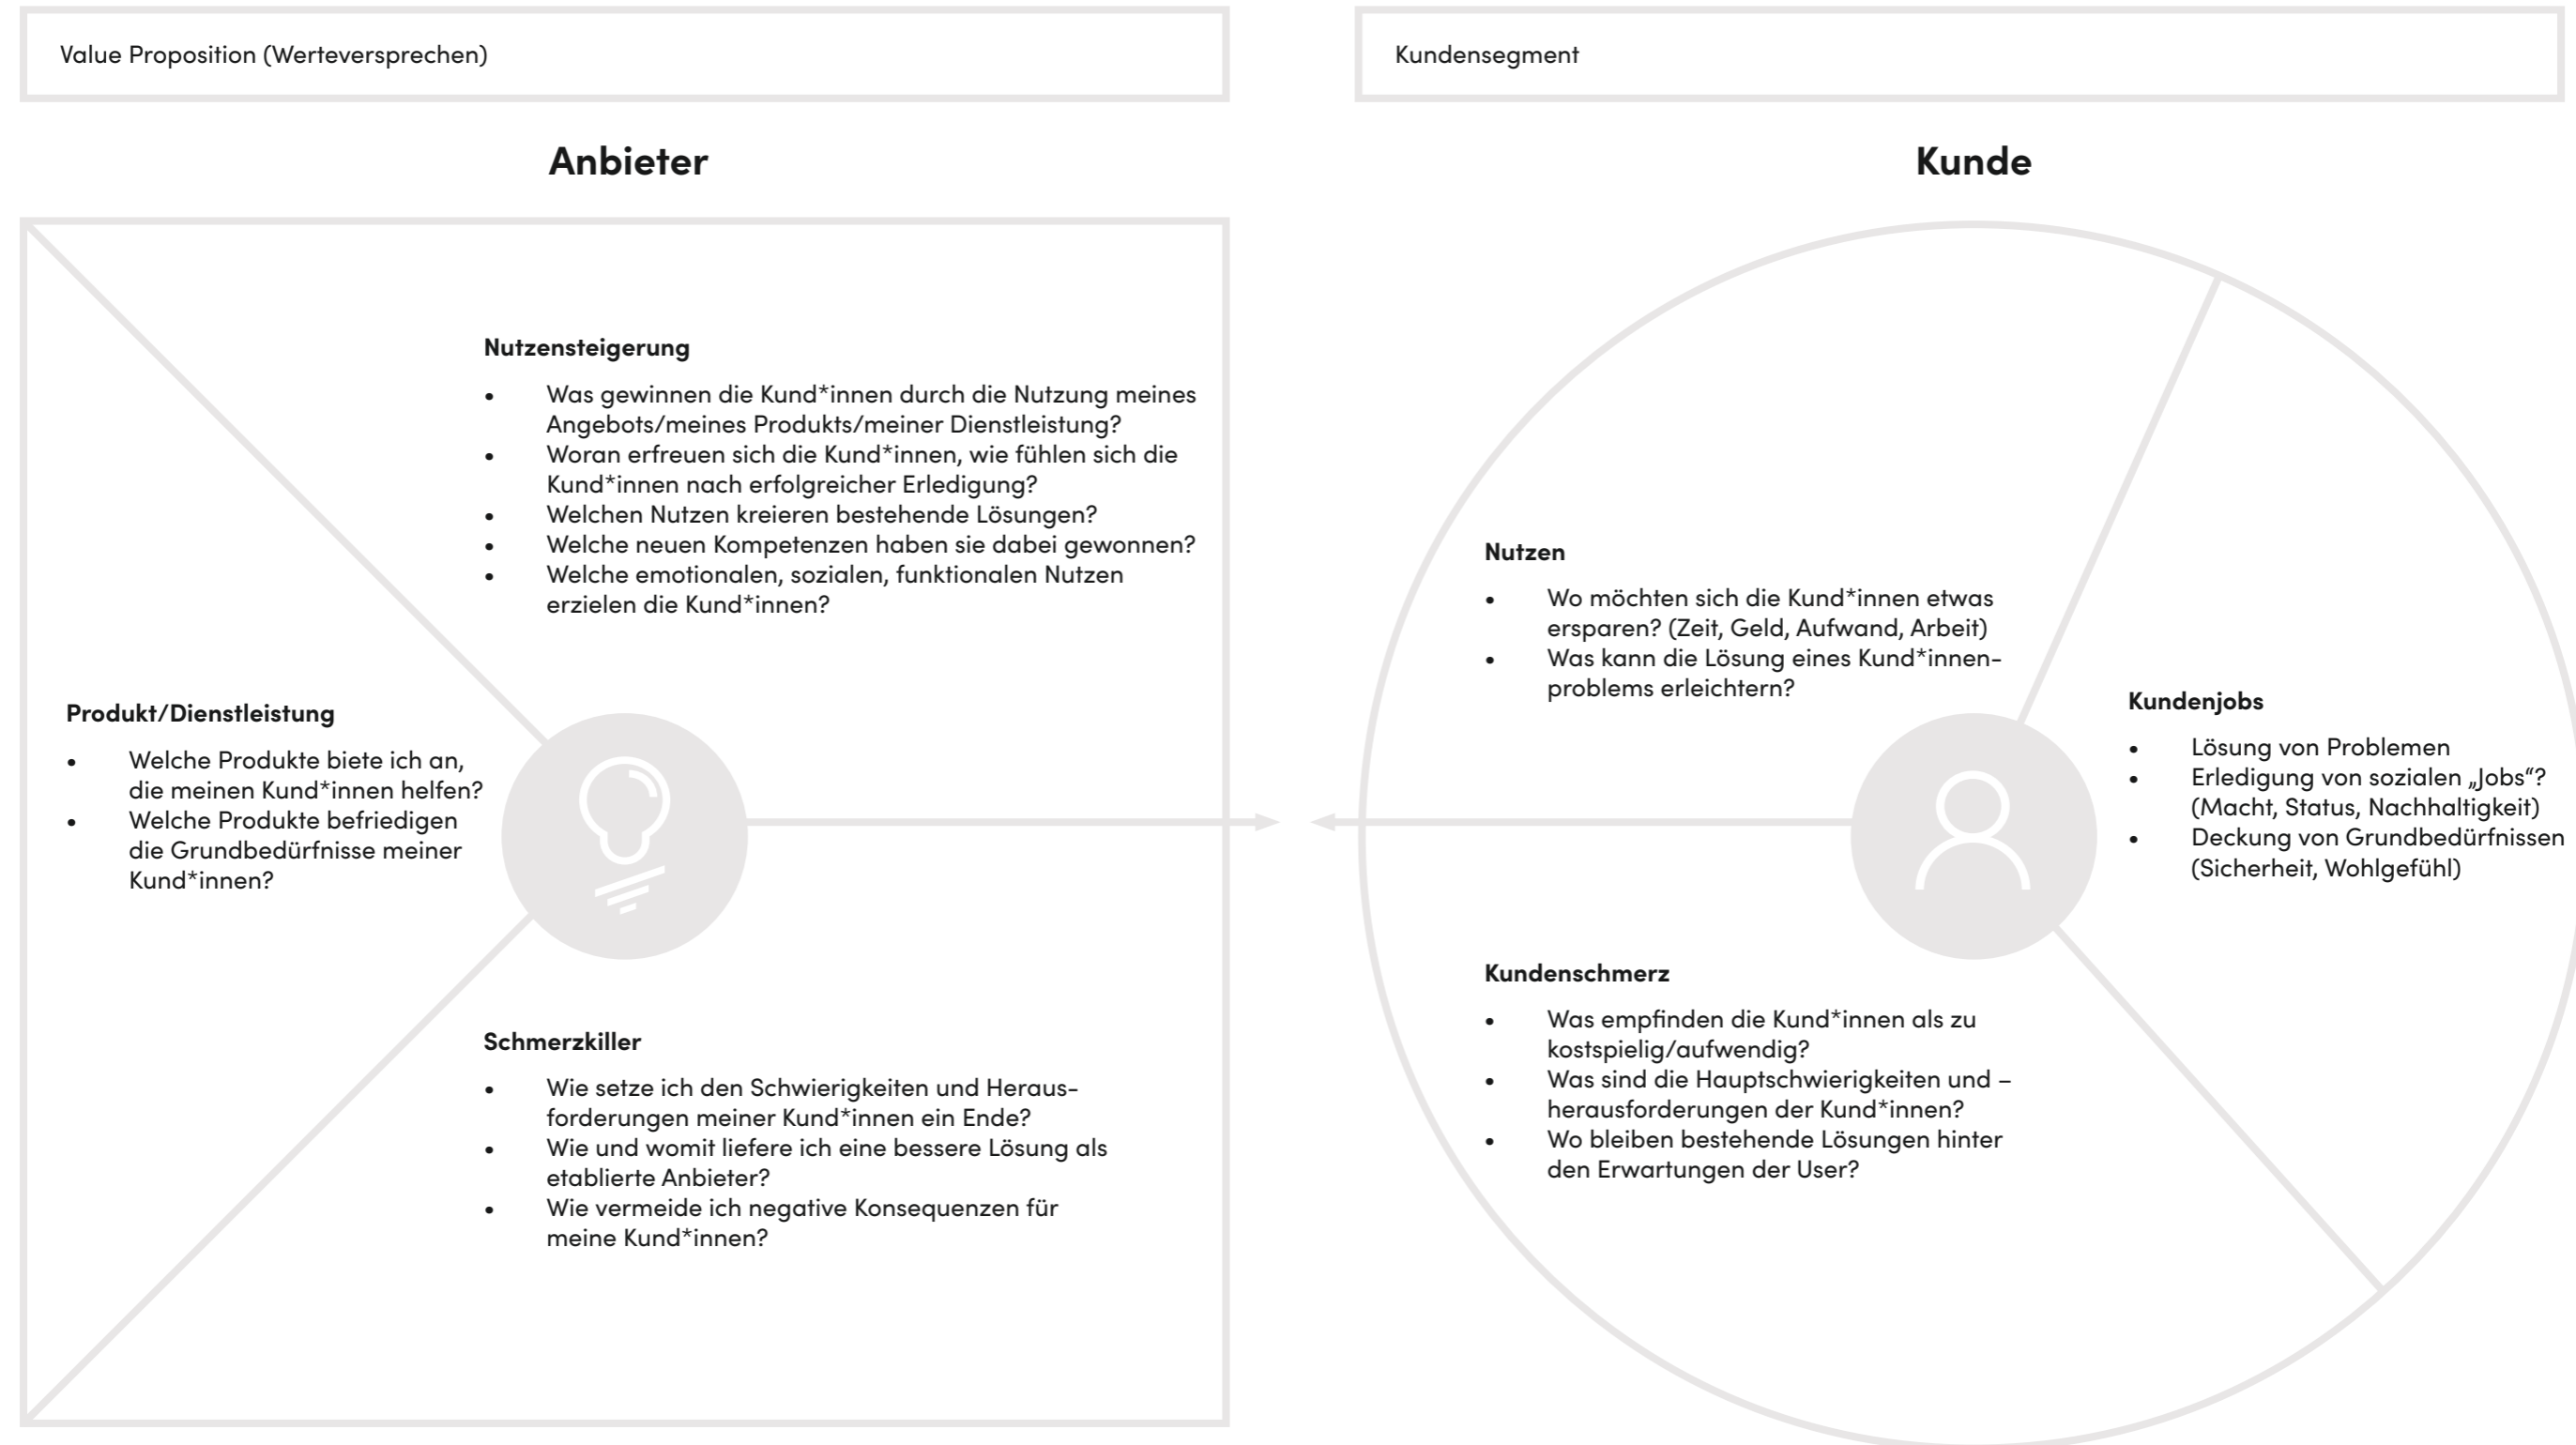 Value Proposition (Werteversprechen)
Kundensegment
Anbieter
Kunde
Nutzensteigerung
• Was gewinnen die Kund*innen durch die Nutzung meines
Angebots/meines Produkts/meiner Dienstleistung?
• Woran erfreuen sich die Kund*innen, wie fühlen sich die
Kund*innen nach erfolgreicher Erledigung?
• Welchen Nutzen kreieren bestehende Lösungen?
• Welche neuen Kompetenzen haben sie dabei gewonnen?
• Welche emotionalen, sozialen, funktionalen Nutzen
erzielen die Kund*innen?
Produkt/Dienstleistung
• Welche Produkte biete ich an,
die meinen Kund*innen helfen?
• Welche Produkte befriedigen
die Grundbedürfnisse meiner
Kund*innen?
Schmerzkiller
• Wie setze ich den Schwierigkeiten und Heraus-
forderungen meiner Kund*innen ein Ende?
• Wie und womit liefere ich eine bessere Lösung als
etablierte Anbieter?
• Wie vermeide ich negative Konsequenzen für
meine Kund*innen?
Nutzen
• Wo möchten sich die Kund*innen etwas
ersparen? (Zeit, Geld, Aufwand, Arbeit)
• Was kann die Lösung eines Kund*innen-
problems erleichtern?
Kundenjobs
• Lösung von Problemen
• Erledigung von sozialen „Jobs“?
(Macht, Status, Nachhaltigkeit)
• Deckung von Grundbedürfnissen
(Sicherheit, Wohlgefühl)
Kundenschmerz
• Was empfinden die Kund*innen als zu
kostspielig/aufwendig?
• Was sind die Hauptschwierigkeiten und –
herausforderungen der Kund*innen?
• Wo bleiben bestehende Lösungen hinter
den Erwartungen der User?